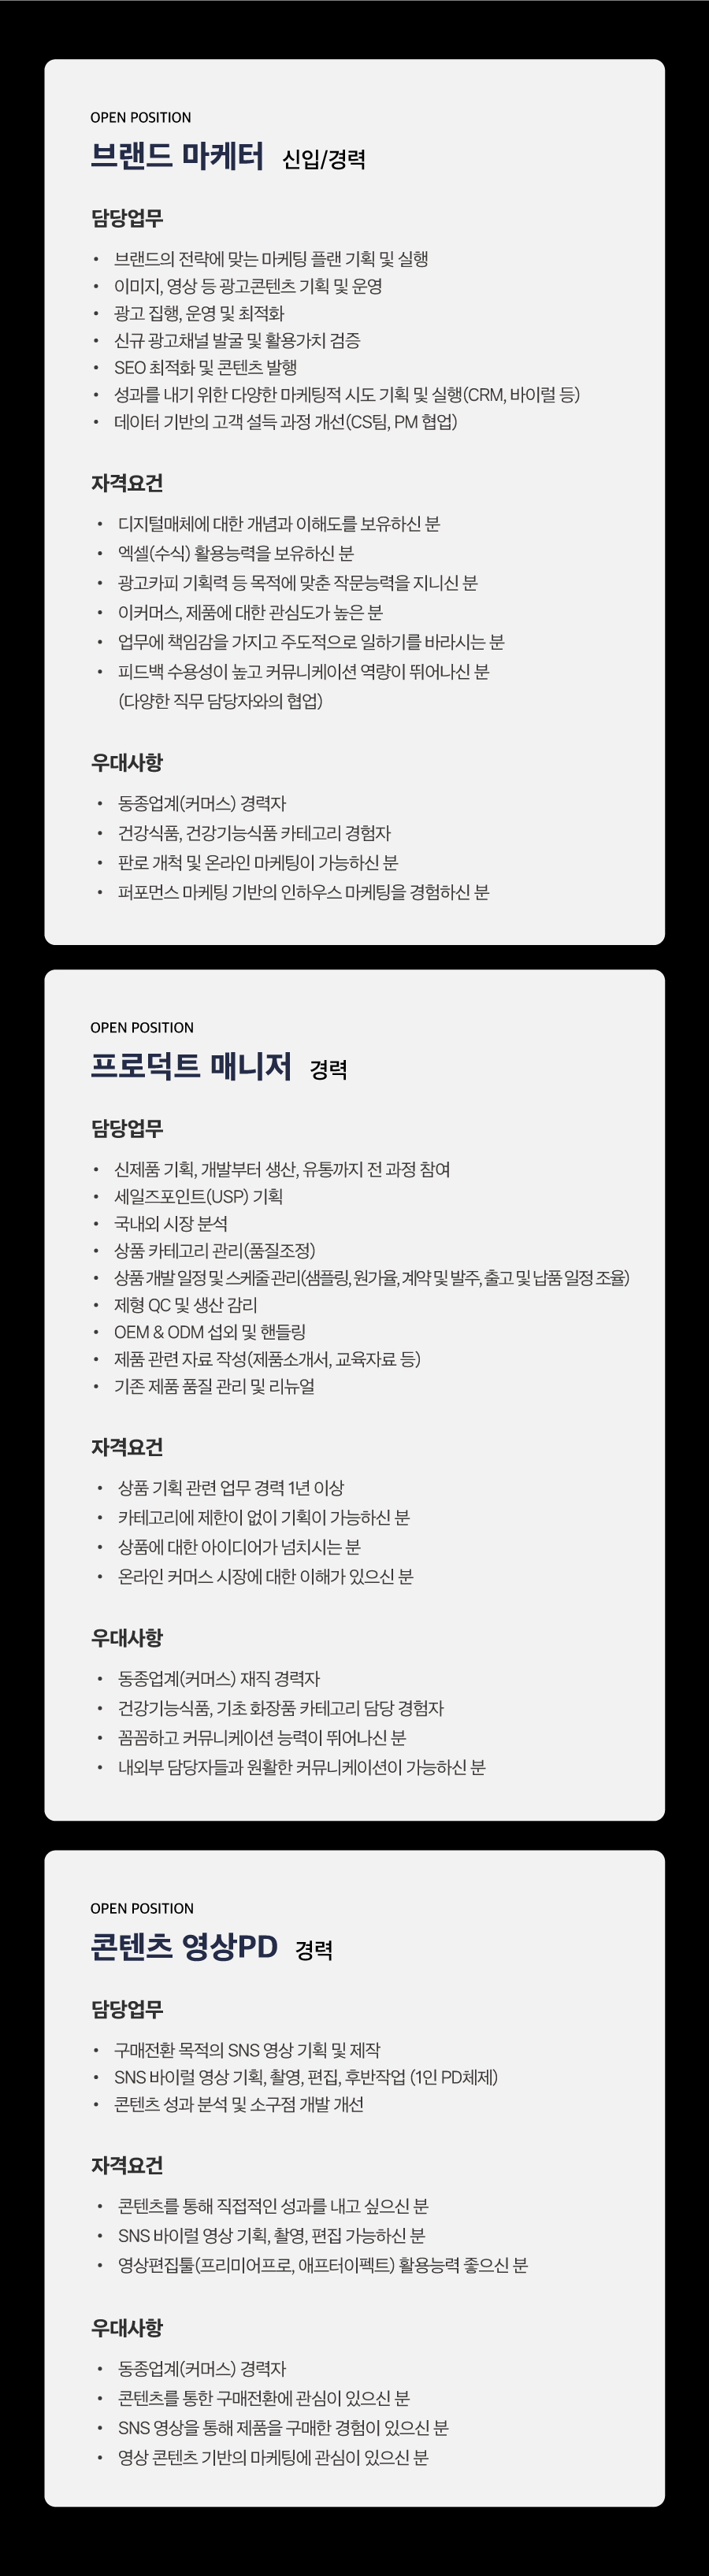 OPEN POSITION
브랜드 마케터 신입/경력
담당업무
• 브랜드의 전략에 맞는 마케팅 플랜 기획 및 실행
• 이미지, 영상 등 광고콘텐츠 기획 및 운영
• 광고 집행, 운영 및 최적화
• 신규 광고채널 발굴 및 활용가치 검증
• SEO 최적화 및 콘텐츠 발행
• 성과를 내기 위한 다양한 마케팅적 시도 기획 및 실행(CRM, 바이럴 등)
• 데이터 기반의 고객 설득 과정 개선(CS팀, PM 협업)
자격요건
• 디지털매체에 대한 개념과 이해도를 보유하신 분
• 엑셀(수식) 활용능력을 보유하신 분
• 광고카피 기획력 등 목적에 맞춘 작문능력을 지니신 분
• 이커머스, 제품에 대한 관심도가 높은 분
• 업무에 책임감을 가지고 주도적으로 일하기를 바라시는 분
• 피드백 수용성이 높고 커뮤니케이션 역량이 뛰어나신 분
(다양한 직무 담당자와의 협업)
우대사항
• 동종업계(커머스) 경력자
• 건강식품, 건강기능식품 카테고리 경험자
• 판로 개척 및 온라인 마케팅이 가능하신 분
• 퍼포먼스 마케팅 기반의 인하우스 마케팅을 경험하신 분
OPEN POSITION
프로덕트 매니저 경력
담당업무
• 신제품 기획, 개발부터 생산, 유통까지 전 과정 참여
• 세일즈포인트(USP) 기획
• 국내외 시장 분석
• 상품 카테고리 관리(품질조정)
• 상품 개발 일정 및 스케줄 관리(샘플링, 원가율, 계약 및 발주, 출고 및 납품 일정 조율)
• 제형 QC 및 생산 감리
• OEM & ODM 섭외 및 핸들링
• 제품 관련 자료 작성(제품소개서, 교육자료 등)
• 기존 제품 품질 관리 및 리뉴얼
자격요건
• 상품 기획 관련 업무 경력 1년 이상
• 카테고리에 제한이 없이 기획이 가능하신 분
• 상품에 대한 아이디어가 넘치시는 분
• 온라인 커머스 시장에 대한 이해가 있으신 분
우대사항
• 동종업계(커머스) 재직 경력자
• 건강기능식품, 기초 화장품 카테고리 담당 경험자
• 꼼꼼하고 커뮤니케이션 능력이 뛰어나신 분
• 내외부 담당자들과 원활한 커뮤니케이션이 가능하신 분
OPEN POSITION
콘텐츠 영상PD 경력
담당업무
• 구매전환 목적의 SNS 영상 기획 및 제작
• SNS 바이럴 영상 기획, 촬영, 편집, 후반작업 (1인 PD체제)
• 콘텐츠 성과 분석 및 소구점 개발 개선
자격요건
• 콘텐츠를 통해 직접적인 성과를 내고 싶으신 분
• SNS 바이럴 영상 기획, 촬영, 편집 가능하신 분
• 영상편집툴(프리미어프로, 애프터이펙트) 활용능력 좋으신 분
우대사항
• 동종업계(커머스) 경력자
• 콘텐츠를 통한 구매전환에 관심이 있으신 분
• SNS 영상을 통해 제품을 구매한 경험이 있으신 분
• 영상 콘텐츠 기반의 마케팅에 관심이 있으신 분